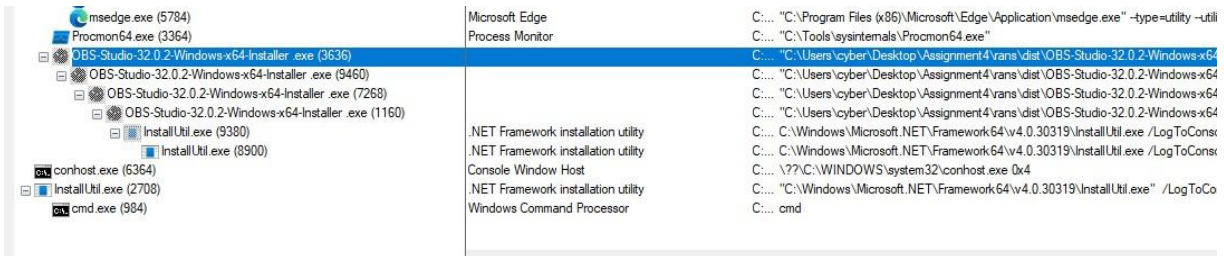 msedge.exe (5784) Microsoft Edge C:... "C:\Program Files (x86)\Microsoft\Edge\Application\msedge.exe" --type=utility --utili
Procmon64.exe (3364) Process Monitor C:... "C:\Tools\sysinternals\Procmon64.exe"
OBS-Studio-32.0.2-Windows-x64-Installer .exe (3636) C:... "C:\Users\cyber\Desktop\Assignment4\rans\dist\OBS-Studio-32.0.2-Windows-x64
OBS-Studio-32.0.2-Windows-x64-Installer .exe (9460) C:... "C:\Users\cyber\Desktop\Assignment4\rans\dist\OBS-Studio-32.0.2-Windows-x64
OBS-Studio-32.0.2-Windows-x64-Installer .exe (7268) C:... "C:\Users\cyber\Desktop\Assignment4\rans\dist\OBS-Studio-32.0.2-Windows-x64
OBS-Studio-32.0.2-Windows-x64-Installer .exe (1160) C:... "C:\Users\cyber\Desktop\Assignment4\rans\dist\OBS-Studio-32.0.2-Windows-x64
InstallUtil.exe (9380) .NET Framework installation utility C:... C:\Windows\Microsoft.NET\Framework64\v4.0.30319\InstallUtil.exe /LogToConso
InstallUtil.exe (8900) .NET Framework installation utility C:... C:\Windows\Microsoft.NET\Framework64\v4.0.30319\InstallUtil.exe /LogToConso
conhost.exe (6364) Console Window Host C:... \??\C:\WINDOWS\system32\conhost.exe 0x4
InstallUtil.exe (2708) .NET Framework installation utility C:... "C:\Windows\Microsoft.NET\Framework64\v4.0.30319\InstallUtil.exe" /LogToCo
cmd.exe (984) Windows Command Processor C:... cmd